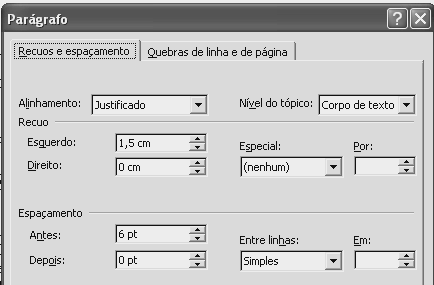 Parágrafo
Recuos e espaçamento Quebras de linha e de página
Alinhamento: Justificado Nível do tópico: Corpo de texto
Recuo
Esquerdo: 1,5 cm Especial: Por:
Direito: 0 cm (nenhum)
Espaçamento
Antes: 6 pt Entre linhas: Em:
Depois: 0 pt Simples